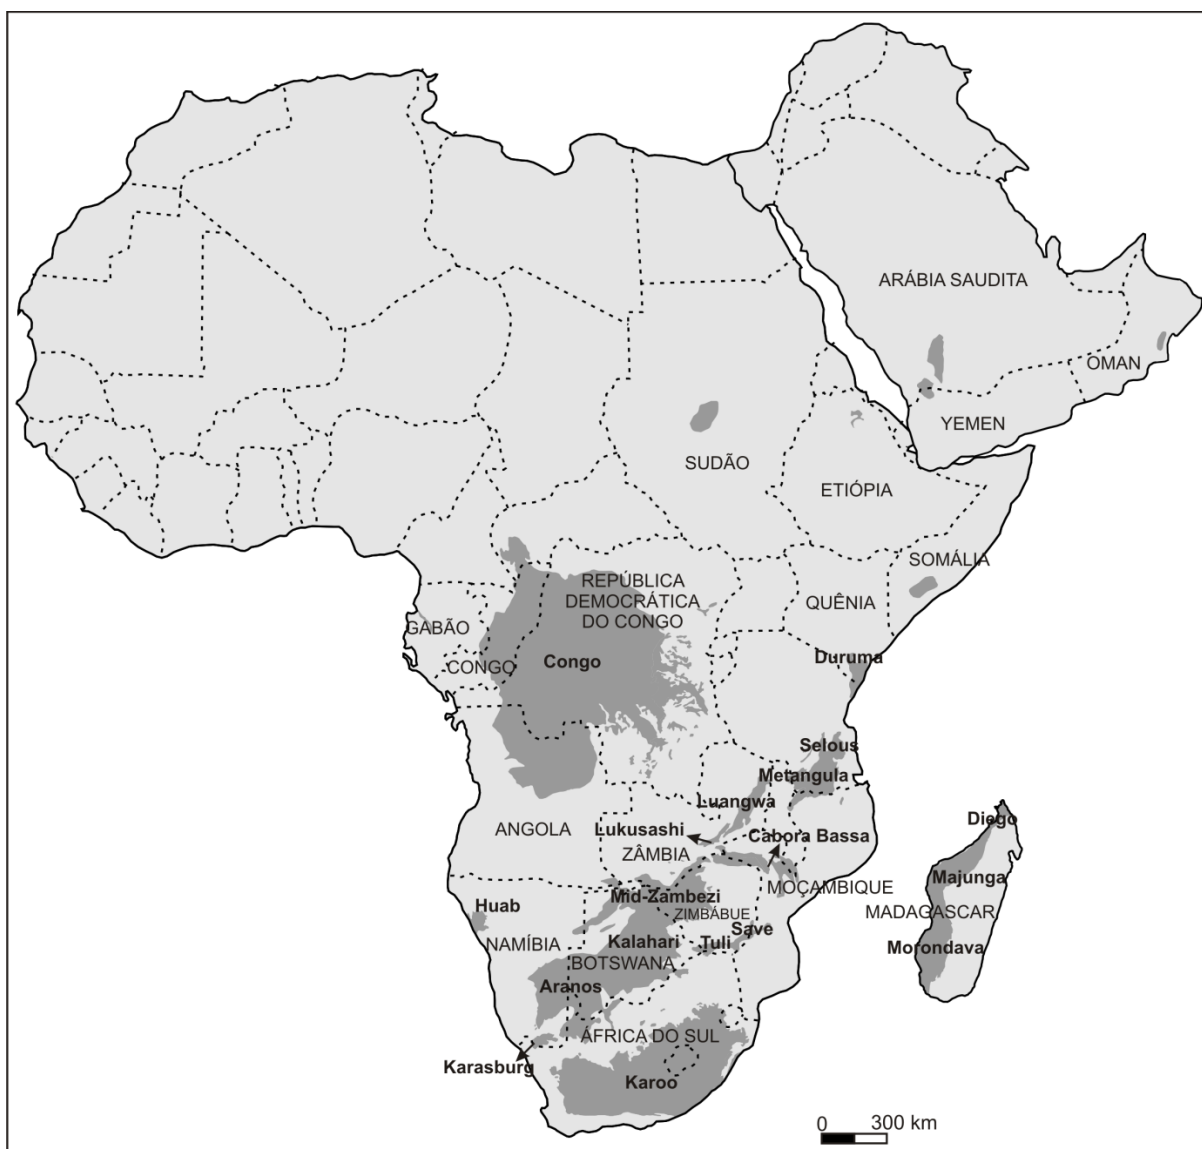 ARÁBIA SAUDITA
OMAN
YEMEN
SUDÃO
ETIÓPIA
SOMÁLIA
REPÚBLICA
DEMOCRÁTICA
DO CONGO
QUÊNIA
GABÃO
CONGO
Congo
Duruma
Selous
Metangula
Luangwa
Diego
ANGOLA
Lukusashi
Cabora Bassa
ZÂMBIA
Majunga
MOÇAMBIQUE
Mid-Zambezi
Huab
ZIMBÁBUE
MADAGASCAR
Save
NAMÍBIA
Kalahari
Tuli
Morondava
BOTSWANA
Aranos
ÁFRICA DO SUL
Karasburg
Karoo
0 300 km